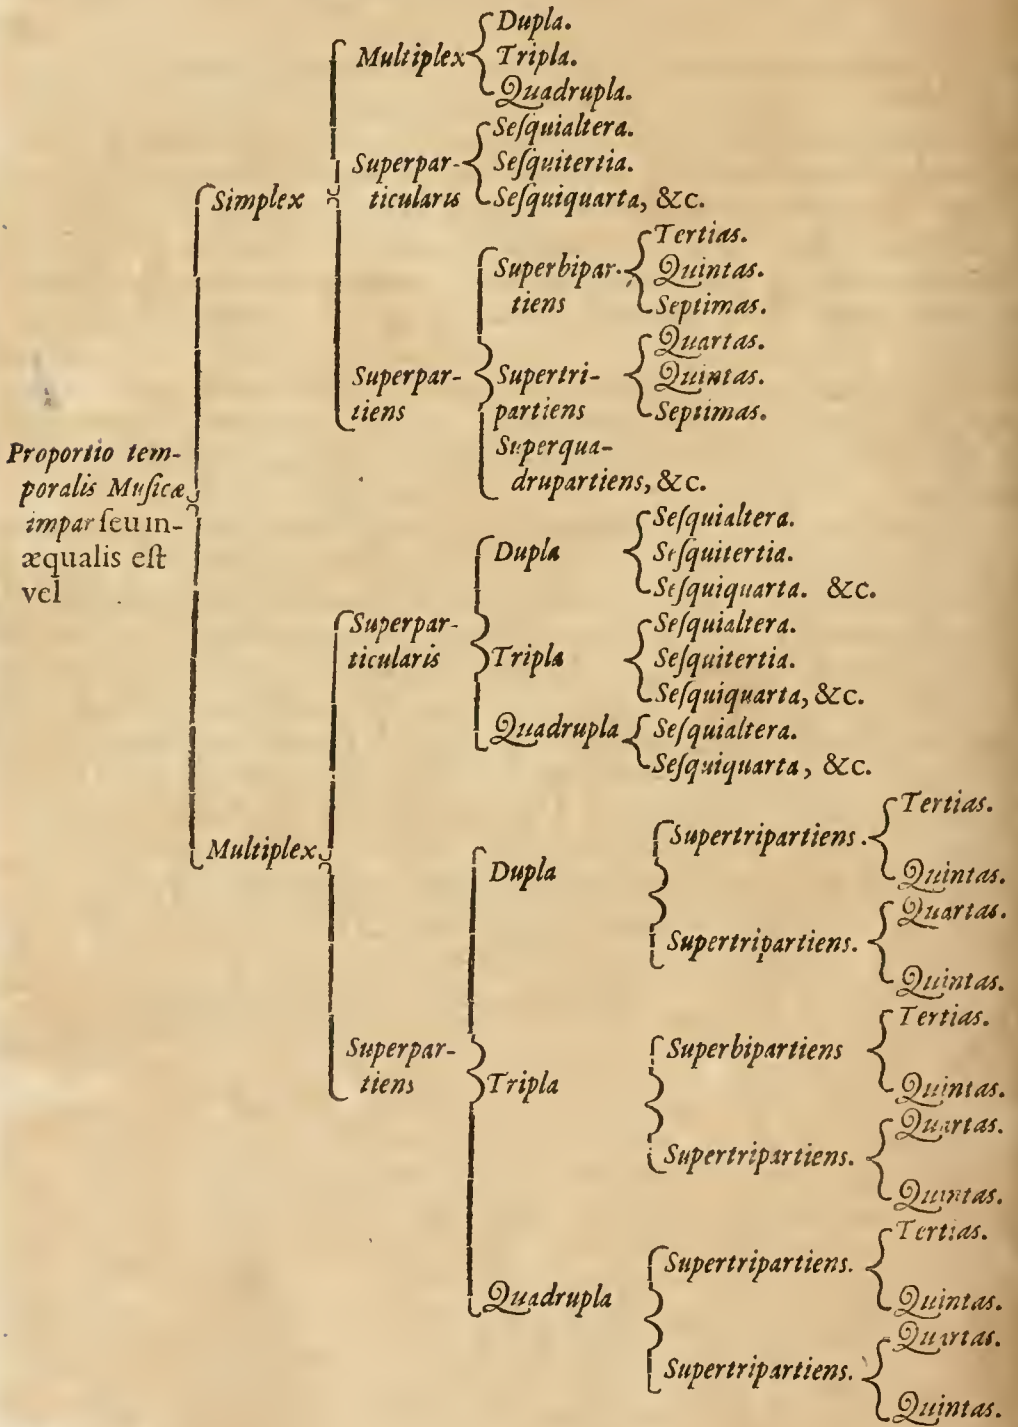 Proportio tem-
poralis Muſicæ
impar ſeu in-
æqualis eſt
vel
Simplex
Multiplex
Dupla.
Tripla.
Quadrupla.
Superpar-
ticularis
Seſquialtera.
Seſquitertia.
Seſquiquarta, &c.
Superpar-
tiens
Superbipar-
tiens
Tertias.
Quintas.
Septimas.
Supertri-
partiens
Quartas.
Quintas.
Septimas.
Superqua-
drupartiens, &c.
Multiplex
Superpar-
ticularis
Dupla
Seſquialtera.
Seſquitertia.
Seſquiquarta. &c.
Tripla
Seſquialtera.
Seſquitertia.
Seſquiquarta, &c.
Quadrupla
Seſquialtera.
Seſquiquarta, &c.
Superpar-
tiens
Dupla
Supertripartiens.
Tertias.
Quintas.
Supertripartiens.
Quartas.
Quintas.
Tripla
Superbipartiens
Tertias.
Quintas.
Supertripartiens.
Quartas.
Quintas.
Quadrupla
Supertripartiens.
Tertias.
Quintas.
Supertripartiens.
Quartas.
Quintas.